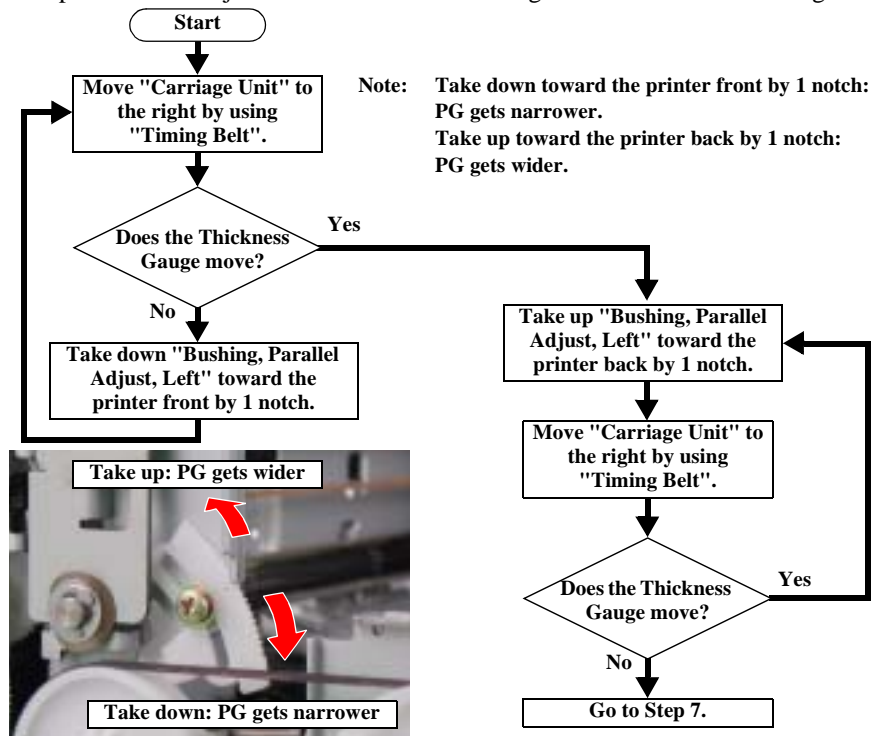 Start
Move "Carriage Unit" to
the right by using
"Timing Belt".
Note: Take down toward the printer front by 1 notch:
PG gets narrower.
Take up toward the printer back by 1 notch:
PG gets wider.
Does the Thickness
Gauge move?
Yes
No
Take down "Bushing, Parallel
Adjust, Left" toward the
printer front by 1 notch.
Take up "Bushing, Parallel
Adjust, Left" toward the
printer back by 1 notch.
Move "Carriage Unit" to
the right by using
"Timing Belt".
Does the Thickness
Gauge move?
Yes
No
Go to Step 7.
Take up: PG gets wider
Take down: PG gets narrower